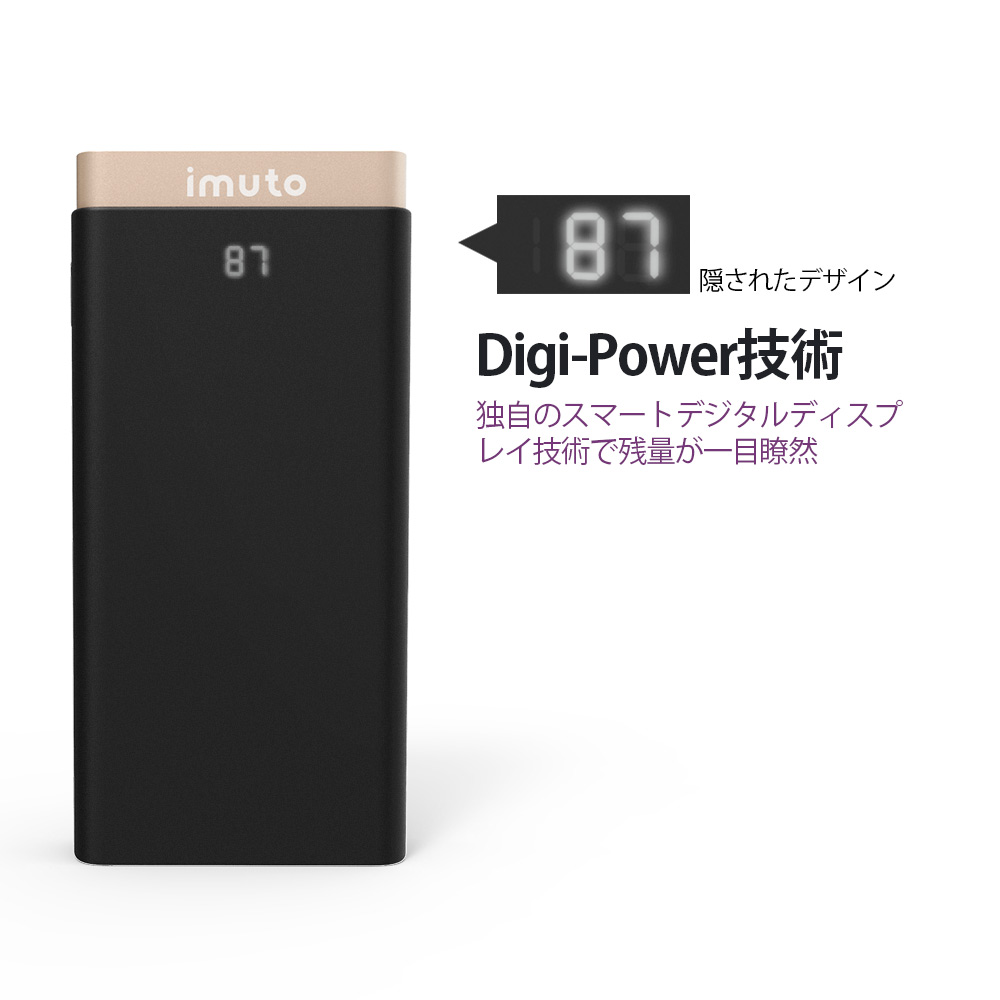 imuto
87
87
隠されたデザイン
Digi-Power技術
独自のスマートデジタルディスプ
レイ技術で残量が一目瞭然